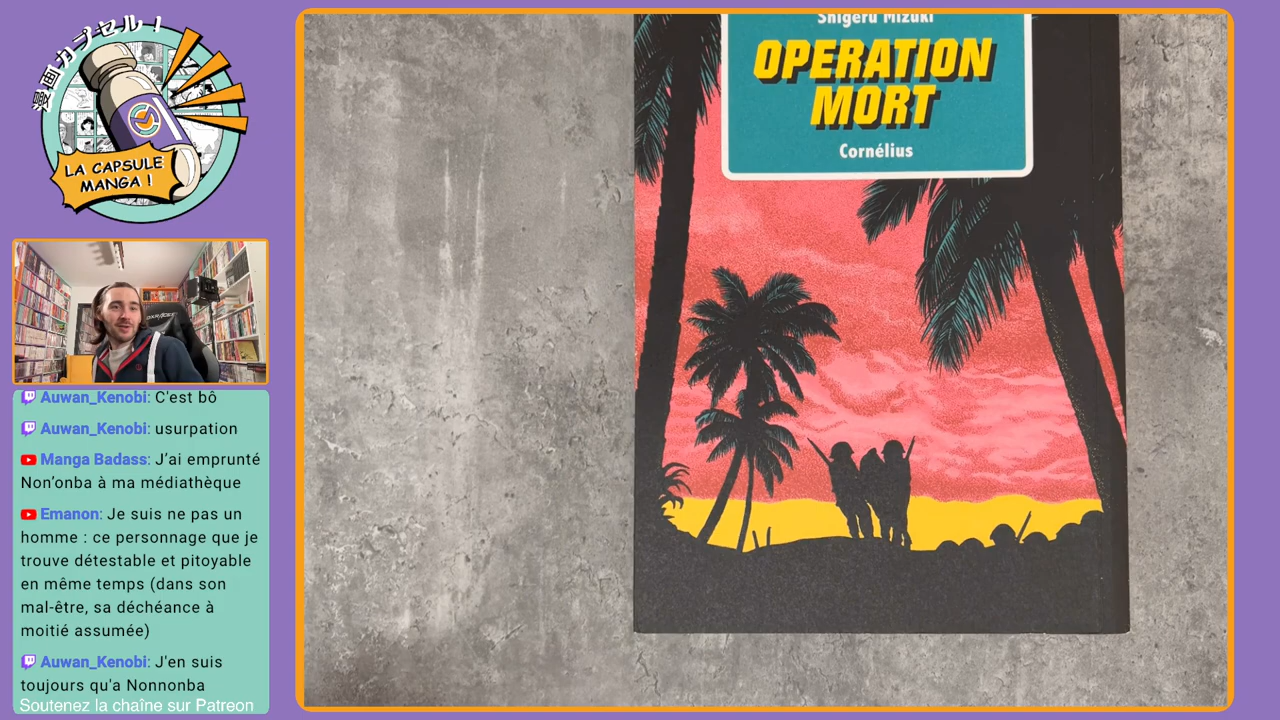 漫画カプセル！
LA CAPSULE
MANGA !
Auwan_Kenobi: C'est bô
Auwan_Kenobi: usurpation
Manga Badass: J’ai emprunté
Non’onba à ma médiathèque
Emanon: Je suis ne pas un
homme : ce personnage que je
trouve détestable et pitoyable
en même temps (dans son
mal-être, sa déchéance à
moitié assumée)
Auwan_Kenobi: J'en suis
toujours qu'a Nonnonba
Soutenez la chaîne sur Patreon
Shigeru Mizuki
OPERATION
MORT
Cornélius